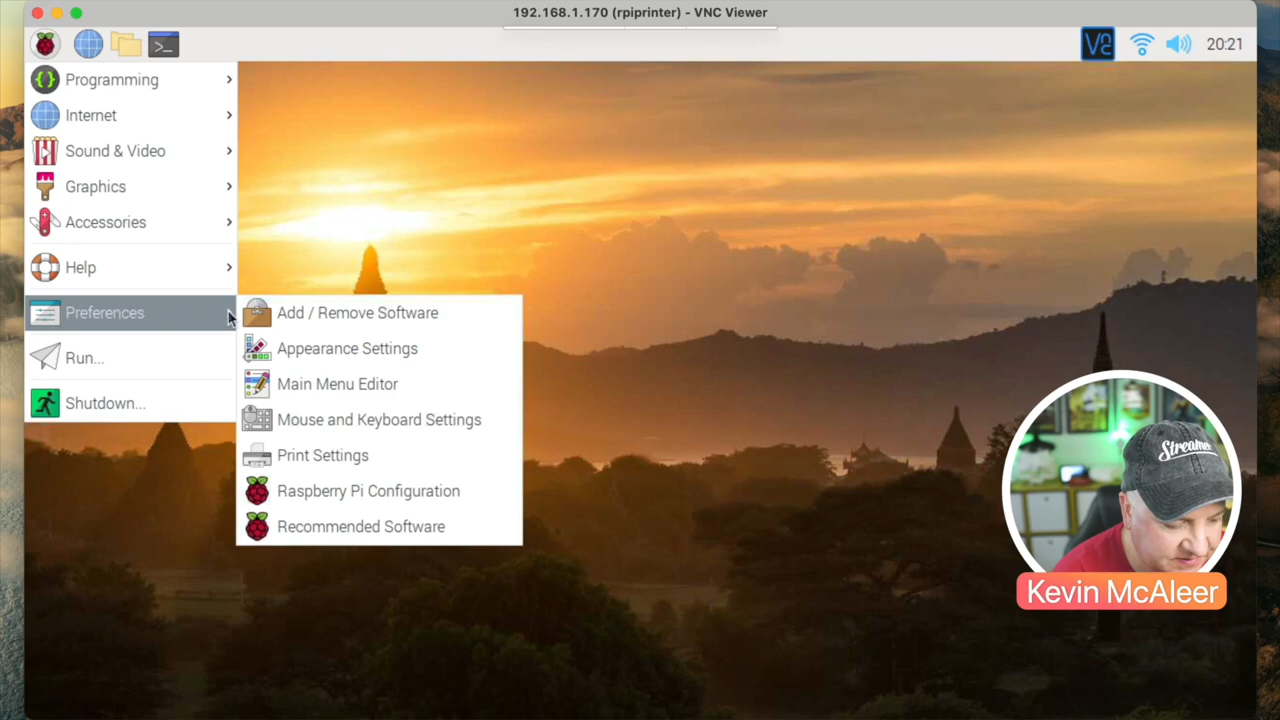 192.168.1.170 (rpiprinter) - VNC Viewer
VNC
20:21
Programming
Internet
Sound & Video
Graphics
Accessories
Help
Preferences
Run...
Shutdown...
Add / Remove Software
Appearance Settings
Main Menu Editor
Mouse and Keyboard Settings
Print Settings
Raspberry Pi Configuration
Recommended Software
Kevin McAleer